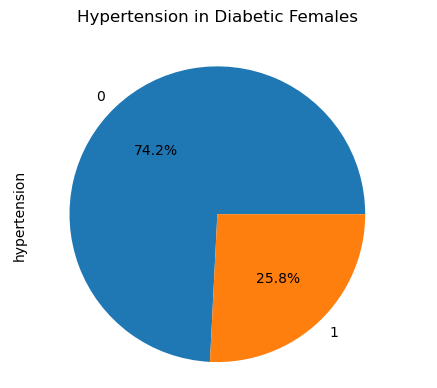 Hypertension in Diabetic Females
0
74.2%
hypertension
25.8%
1